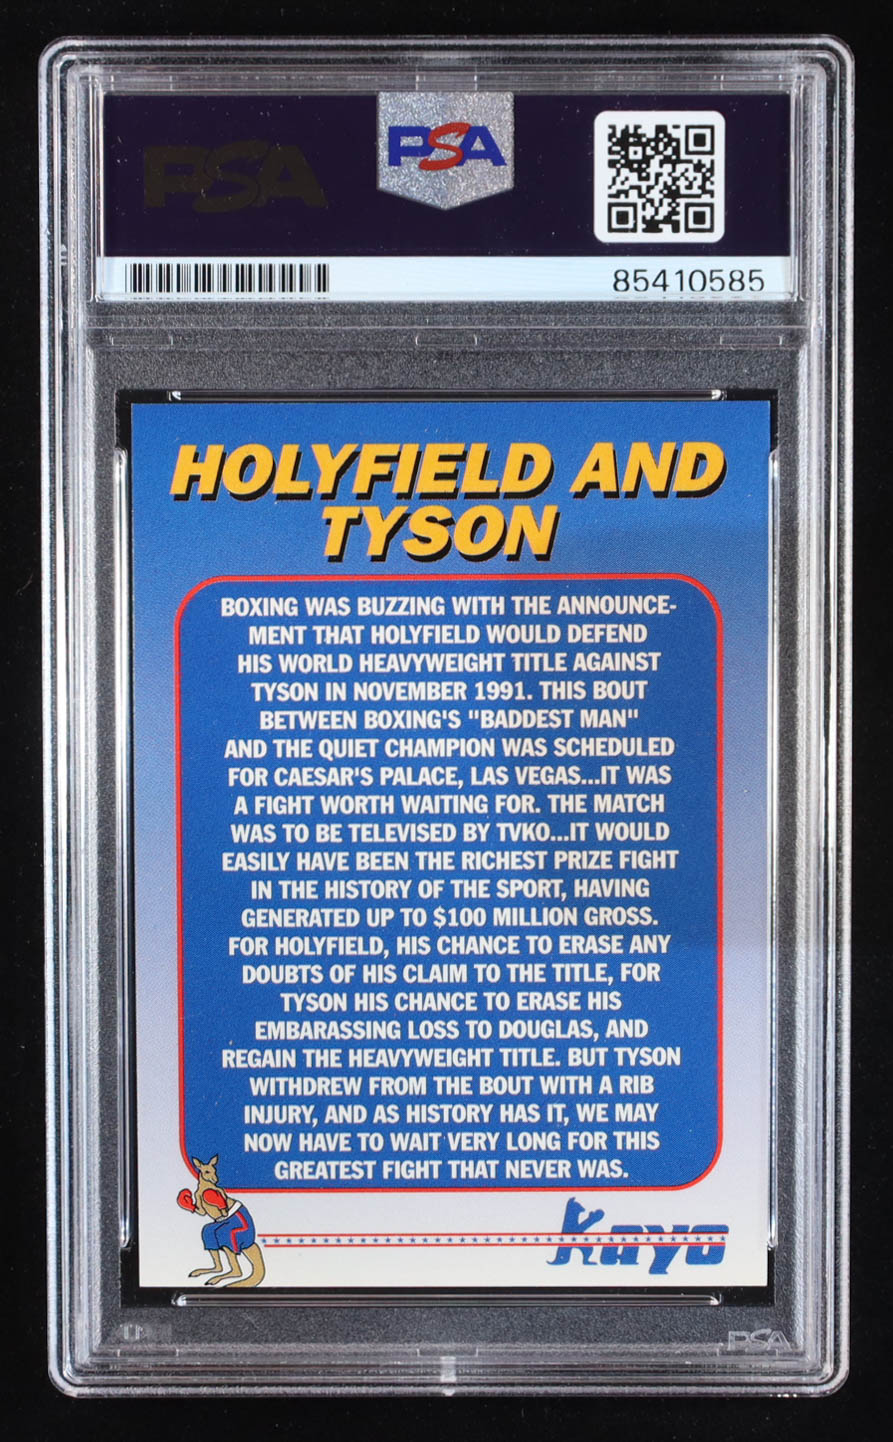 PSA
PSA
85410585
HOLYFIELD AND
TYSON
BOXING WAS BUZZING WITH THE ANNOUNCE-
MENT THAT HOLYFIELD WOULD DEFEND
HIS WORLD HEAVYWEIGHT TITLE AGAINST
TYSON IN NOVEMBER 1991. THIS BOUT
BETWEEN BOXING'S "BADDEST MAN"
AND THE QUIET CHAMPION WAS SCHEDULED
FOR CAESAR'S PALACE, LAS VEGAS...IT WAS
A FIGHT WORTH WAITING FOR. THE MATCH
WAS TO BE TELEVISED BY TVKO...IT WOULD
EASILY HAVE BEEN THE RICHEST PRIZE FIGHT
IN THE HISTORY OF THE SPORT, HAVING
GENERATED UP TO $100 MILLION GROSS.
FOR HOLYFIELD, HIS CHANCE TO ERASE ANY
DOUBTS OF HIS CLAIM TO THE TITLE, FOR
TYSON HIS CHANCE TO ERASE HIS
EMBARASSING LOSS TO DOUGLAS, AND
REGAIN THE HEAVYWEIGHT TITLE. BUT TYSON
WITHDREW FROM THE BOUT WITH A RIB
INJURY, AND AS HISTORY HAS IT, WE MAY
NOW HAVE TO WAIT VERY LONG FOR THIS
GREATEST FIGHT THAT NEVER WAS.
Kayo
PSA